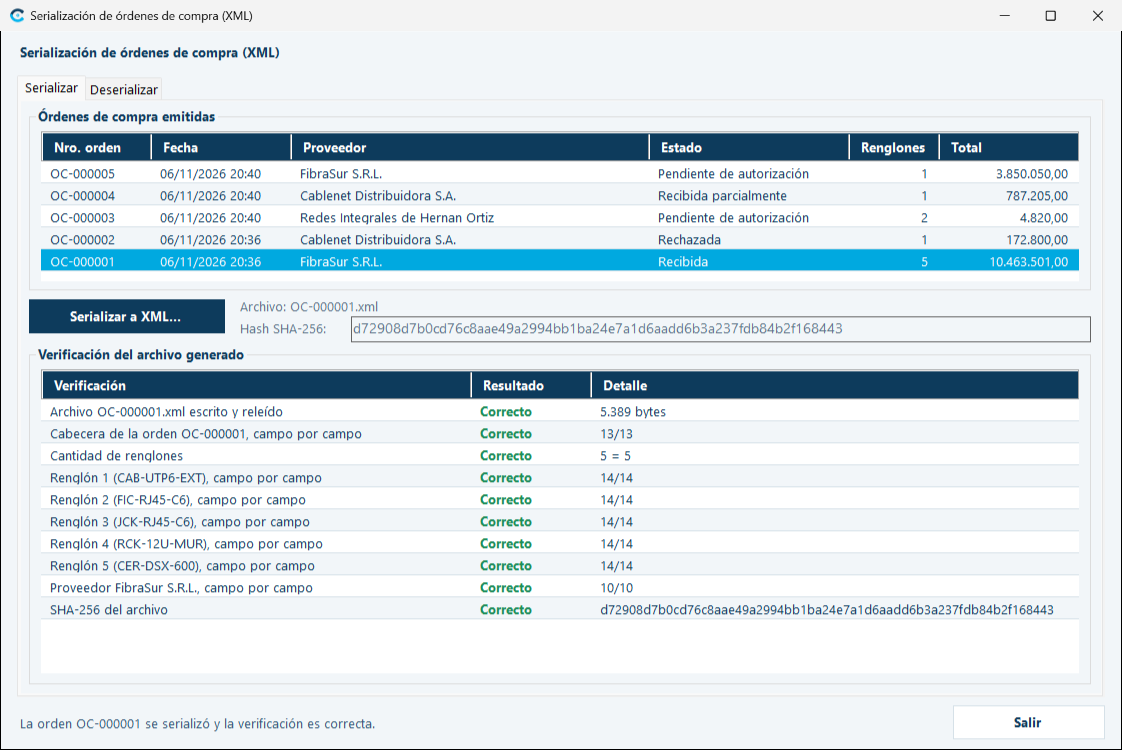 Serialización de órdenes de compra (XML)
Serialización de órdenes de compra (XML)
Serializar Deserializar
Órdenes de compra emitidas
Nro. orden Fecha Proveedor Estado Renglones Total
OC-000005 06/11/2026 20:40 FibraSur S.R.L. Pendiente de autorización 1 3.850.050,00
OC-000004 06/11/2026 20:40 Cablenet Distribuidora S.A. Recibida parcialmente 1 787.205,00
OC-000003 06/11/2026 20:40 Redes Integrales de Hernan Ortiz Pendiente de autorización 2 4.820,00
OC-000002 06/11/2026 20:36 Cablenet Distribuidora S.A. Rechazada 1 172.800,00
OC-000001 06/11/2026 20:36 FibraSur S.R.L. Recibida 5 10.463.501,00
Serializar a XML...
Archivo: OC-000001.xml
Hash SHA-256: d72908d7b0cd76c8aae49a2994bb1ba24e7a1d6aadd6b3a237fdb84b2f168443
Verificación del archivo generado
Verificación Resultado Detalle
Archivo OC-000001.xml escrito y releído Correcto 5.389 bytes
Cabecera de la orden OC-000001, campo por campo Correcto 13/13
Cantidad de renglones Correcto 5 = 5
Renglón 1 (CAB-UTP6-EXT), campo por campo Correcto 14/14
Renglón 2 (FIC-RJ45-C6), campo por campo Correcto 14/14
Renglón 3 (JCK-RJ45-C6), campo por campo Correcto 14/14
Renglón 4 (RCK-12U-MUR), campo por campo Correcto 14/14
Renglón 5 (CER-DSX-600), campo por campo Correcto 14/14
Proveedor FibraSur S.R.L., campo por campo Correcto 10/10
SHA-256 del archivo Correcto d72908d7b0cd76c8aae49a2994bb1ba24e7a1d6aadd6b3a237fdb84b2f168443
La orden OC-000001 se serializó y la verificación es correcta.
Salir